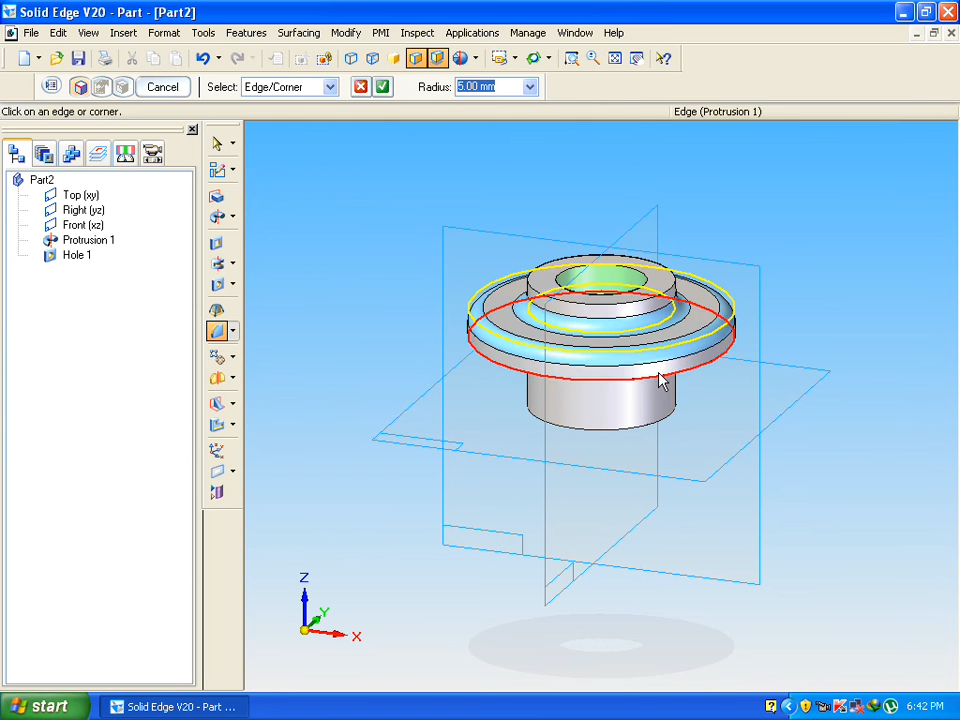 Solid Edge V20 - Part - [Part2]
File Edit View Insert Format Tools Features Surfacing Modify PMI Inspect Applications Manage Window Help
Cancel Select: Edge/Corner Radius: 5.00 mm
Click on an edge or corner. Edge (Protrusion 1)
Part2
Top (xy)
Right (yz)
Front (xz)
Protrusion 1
Hole 1
Z
Y
X
start Solid Edge V20 - Part ... 6:42 PM